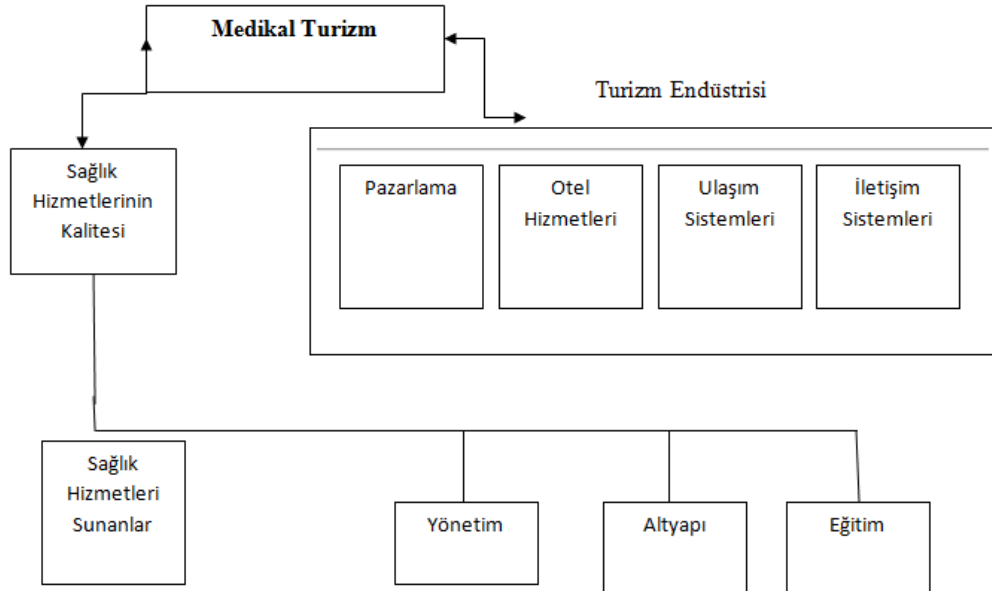 Medikal Turizm
Turizm Endüstrisi
Sağlık
Hizmetlerinin
Kalitesi
Pazarlama
Otel
Hizmetleri
Ulaşım
Sistemleri
İletişim
Sistemleri
Sağlık
Hizmetleri
Sunanlar
Yönetim
Altyapı
Eğitim